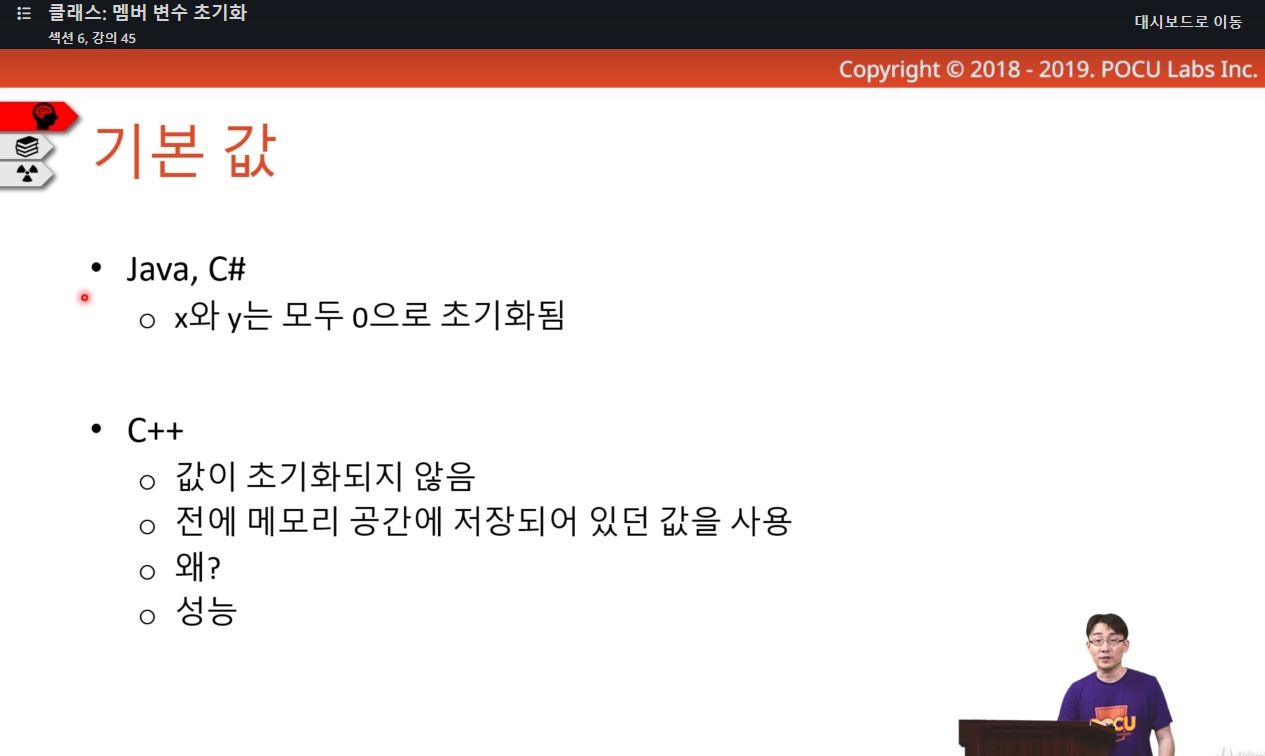 클래스: 멤버 변수 초기화
섹션 6, 강의 45
대시보드로 이동
Copyright © 2018 - 2019. POCU Labs Inc.
기본 값
• Java, C#
o x와 y는 모두 0으로 초기화됨
• C++
o 값이 초기화되지 않음
o 전에 메모리 공간에 저장되어 있던 값을 사용
o 왜?
o 성능